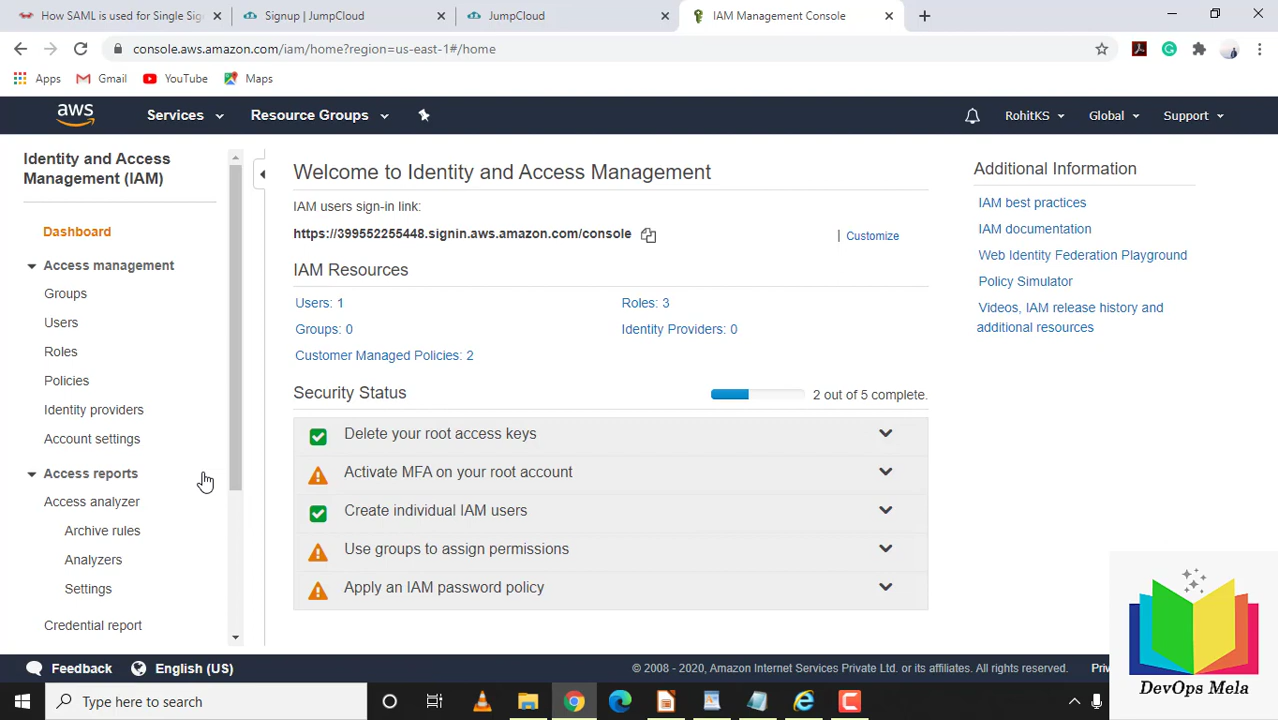 How SAML is used for Single Sig
Signup | JumpCloud
JumpCloud
IAM Management Console
console.aws.amazon.com/iam/home?region=us-east-1#/home
Apps
Gmail
YouTube
Maps
aws
Services
Resource Groups
RohitKS
Global
Support
Identity and Access
Management (IAM)
Dashboard
Access management
Groups
Users
Roles
Policies
Identity providers
Account settings
Access reports
Access analyzer
Archive rules
Analyzers
Settings
Credential report
Welcome to Identity and Access Management
IAM users sign-in link:
https://399552255448.signin.aws.amazon.com/console
| Customize
IAM Resources
Users: 1
Roles: 3
Groups: 0
Identity Providers: 0
Customer Managed Policies: 2
Security Status
2 out of 5 complete.
Delete your root access keys
Activate MFA on your root account
Create individual IAM users
Use groups to assign permissions
Apply an IAM password policy
Additional Information
IAM best practices
IAM documentation
Web Identity Federation Playground
Policy Simulator
Videos, IAM release history and
additional resources
Feedback
English (US)
© 2008 - 2020, Amazon Internet Services Private Ltd. or its affiliates. All rights reserved.
Priv
Type here to search
DevOps Mela